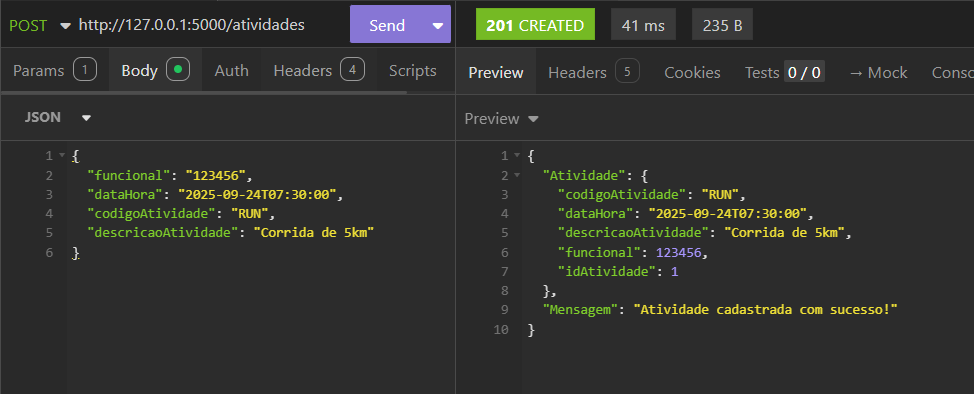 POST http://127.0.0.1:5000/atividades Send 201 CREATED 41 ms 235 B
Params 1 Body Auth Headers 4 Scripts Preview Headers 5 Cookies Tests 0 / 0 → Mock Consc
JSON Preview
1 {
2 "funcional": "123456",
3 "dataHora": "2025-09-24T07:30:00",
4 "codigoAtividade": "RUN",
5 "descricaoAtividade": "Corrida de 5km"
6 }
1 {
2 "Atividade": {
3 "codigoAtividade": "RUN",
4 "dataHora": "2025-09-24T07:30:00",
5 "descricaoAtividade": "Corrida de 5km",
6 "funcional": 123456,
7 "idAtividade": 1
8 },
9 "Mensagem": "Atividade cadastrada com sucesso!"
10 }